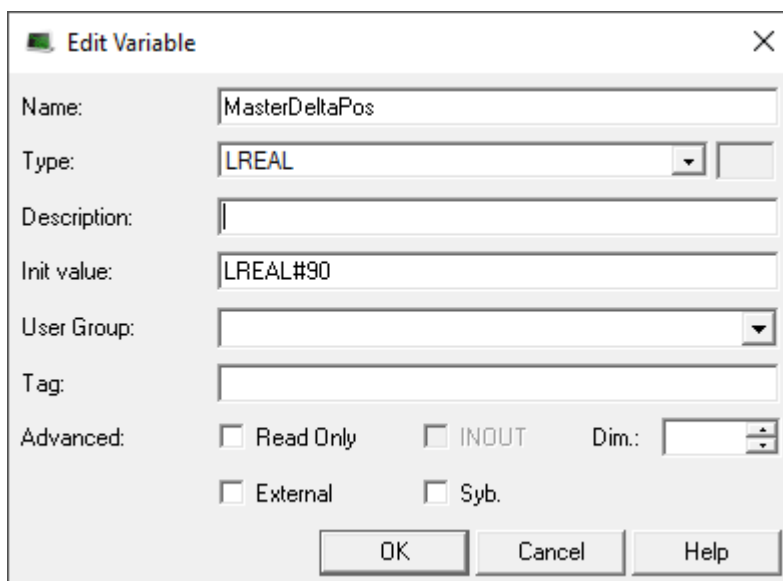 Edit Variable
Name: MasterDeltaPos
Type: LREAL
Description:
Init value: LREAL#90
User Group:
Tag:
Advanced: Read Only INOUT Dim.:
External Syb.
OK Cancel Help